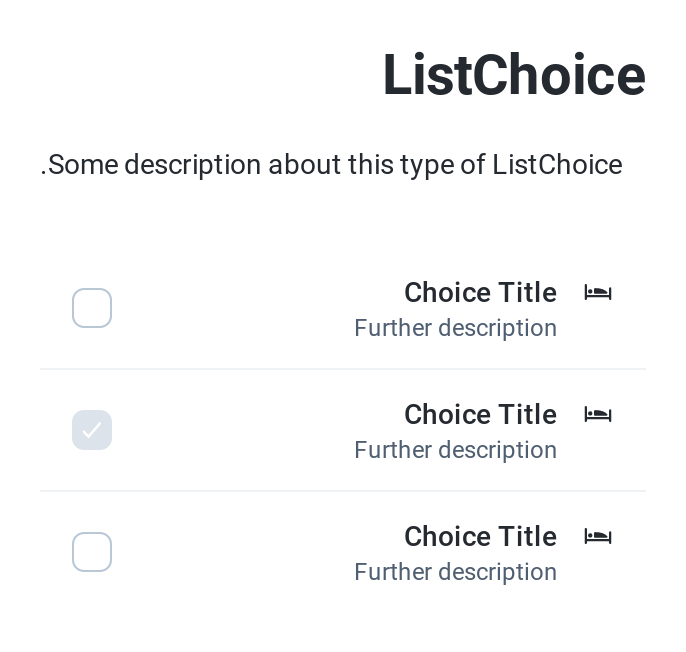 ListChoice
.Some description about this type of ListChoice
Choice Title
Further description
Choice Title
Further description
Choice Title
Further description